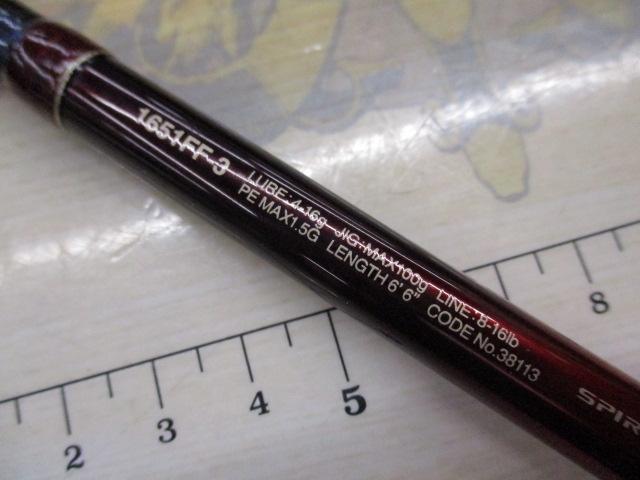 1651FF-3
LUBE:4-16g JIG:MAX100g LINE:8-16lb
PE MAX1.5G LENGTH 6'6" CODE No.38113
SPIR
2 3 4 5 8